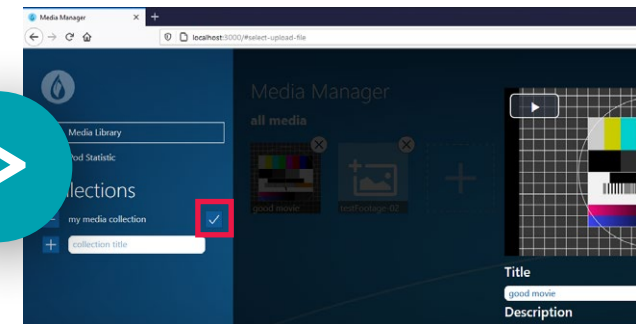 Media Manager
localhost:3000/#select-upload-file
Media Manager
all media
Media Library
Pod Statistic
good movie
testFootage-02
lections
my media collection
collection title
Title
good movie
Description